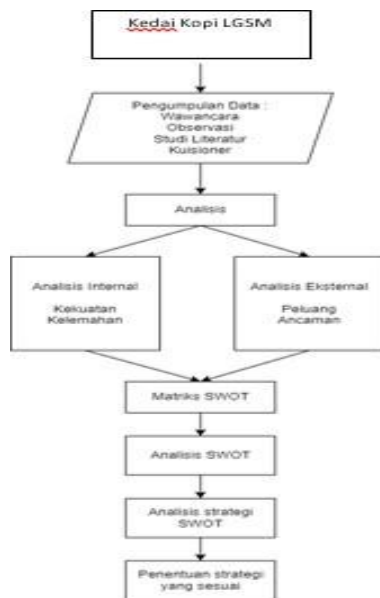 Kedai Kopi LGSM
Pengumpulan Data :
Wawancara
Observasi
Studi Literatur
Kuisioner
Analisis
Analisis Internal
Kekuatan
Kelemahan
Analisis Eksternal
Peluang
Ancaman
Matriks SWOT
Analisis SWOT
Analisis strategi
SWOT
Penentuan strategi
yang sesuai